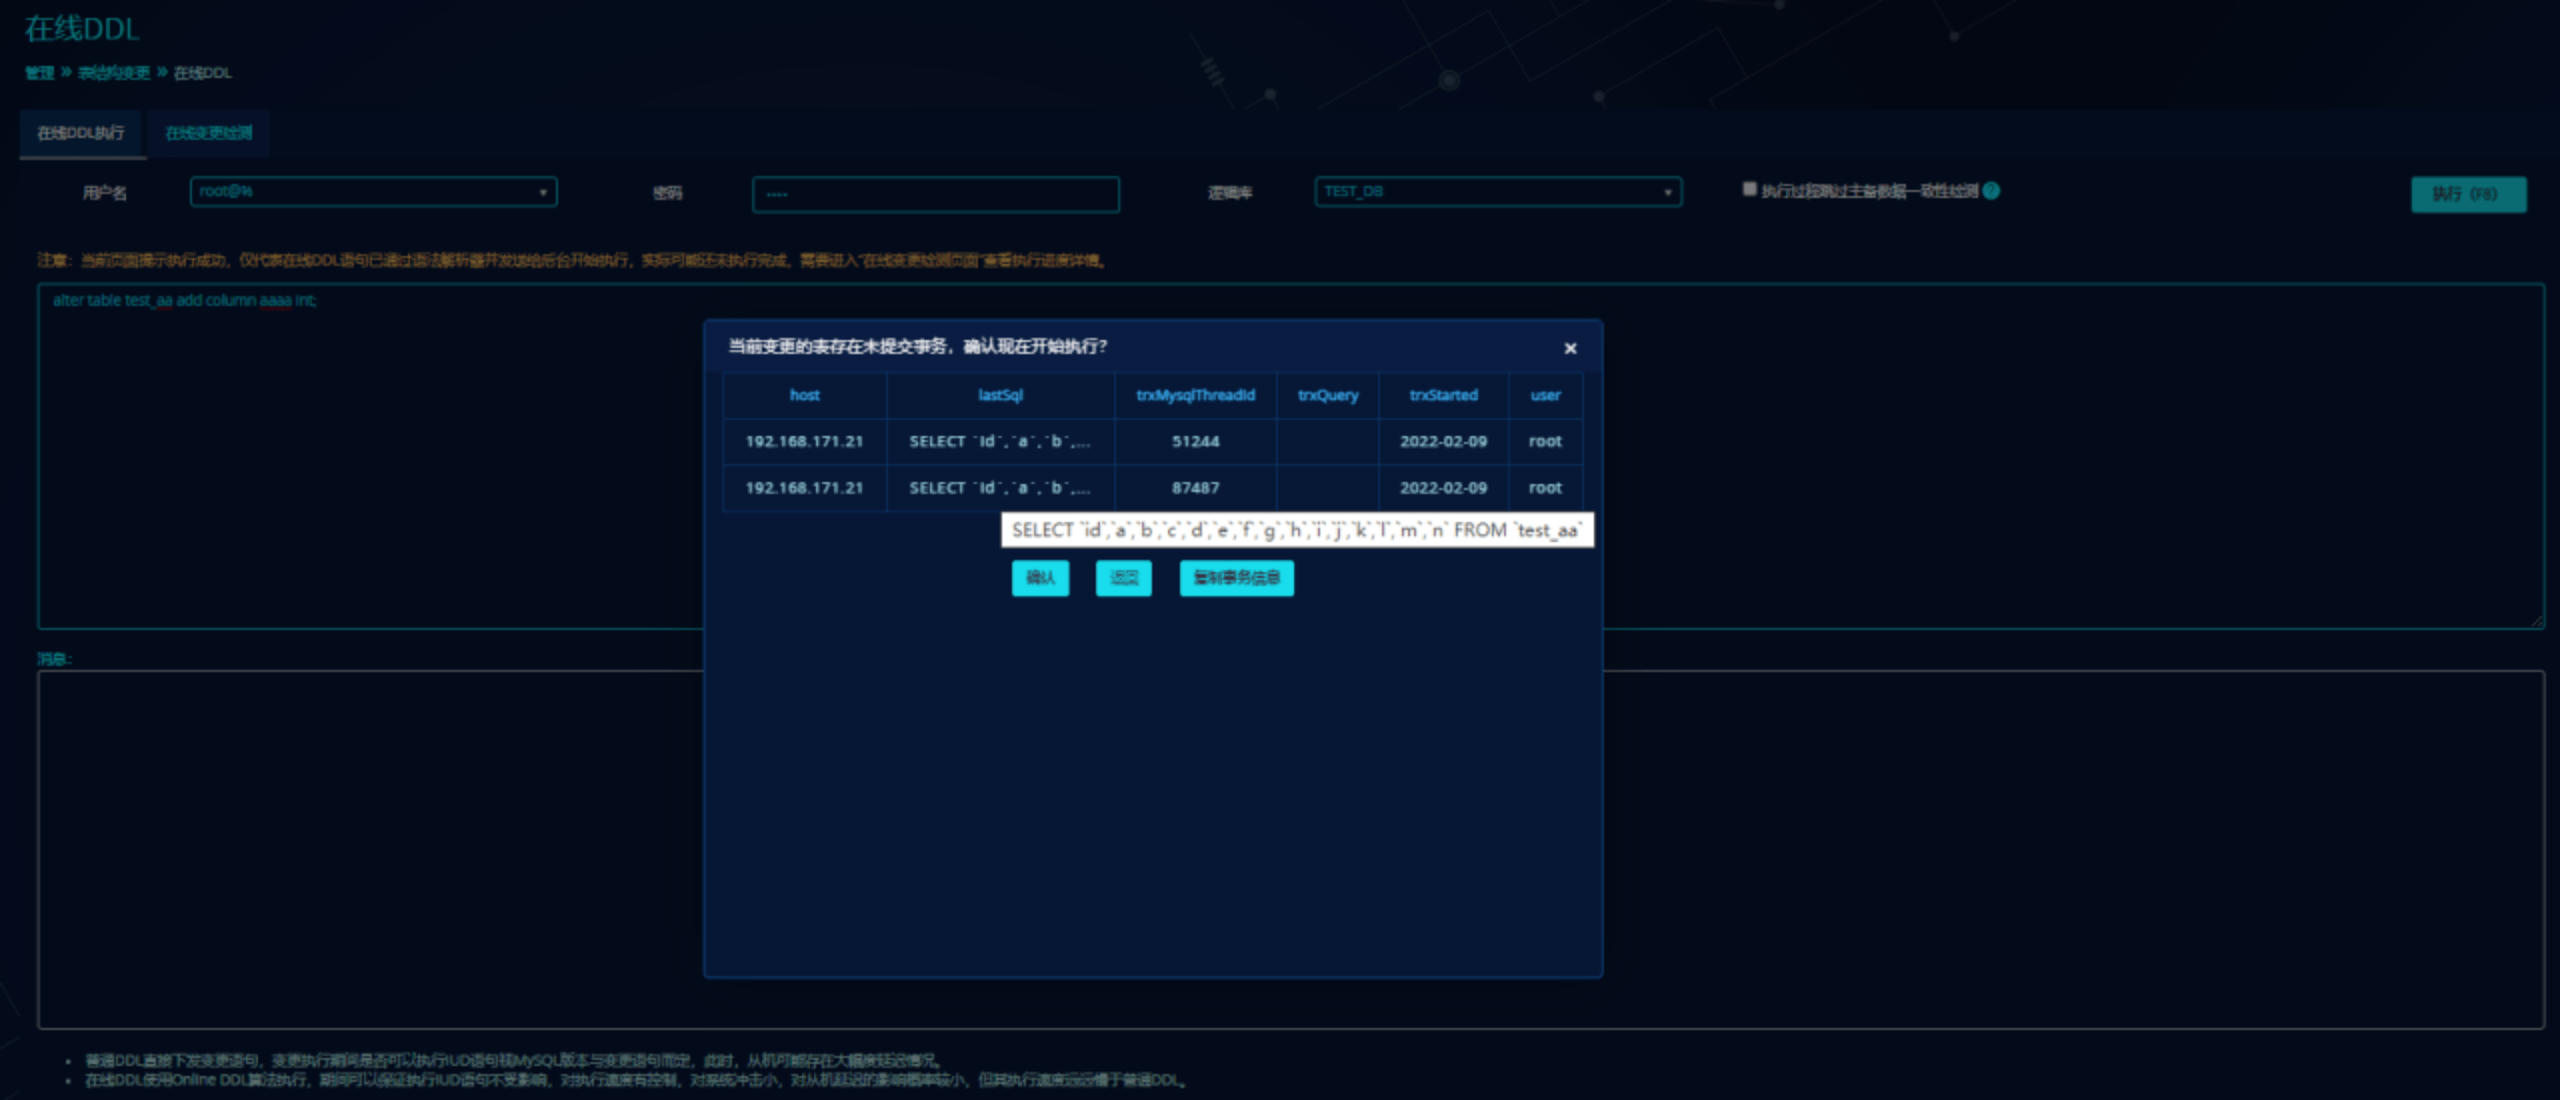 在线DDL
管理 » 表结构变更 » 在线DDL
在线DDL执行 在线变更检测
用户名 root@% 密码 ···· 逻辑库 TEST_DB 执行过程跳过主备数据一致性检测 ? 执行 (F8)
注意：当前页面提示执行成功，仅代表在线DDL语句已通过语法解析器并发送给后台开始执行，实际可能还未执行完成，需要进入“在线变更检测页面”查看执行进度详情。
alter table test_aa add column aaaa int;
当前变更的表存在未提交事务，确认现在开始执行? ×
host lastSql trxMysqlThreadId trxQuery trxStarted user
192.168.171.21 SELECT `id`,`a`,`b`,... 51244 2022-02-09 root
192.168.171.21 SELECT `id`,`a`,`b`,... 87487 2022-02-09 root
SELECT `id`,`a`,`b`,`c`,`d`,`e`,`f`,`g`,`h`,`i`,`j`,`k`,`l`,`m`,`n` FROM `test_aa`
确认 返回 复制事务信息
消息:
普通DDL直接下发变更语句，变更执行期间是否可以执行IUD语句视MySQL版本与变更语句而定，此时，从机可能存在大幅度延迟情况。
在线DDL使用Online DDL算法执行，期间可以保证执行IUD语句不受影响，对执行速度有控制，对系统冲击小，对从机延迟的影响概率较小，但其执行速度远远慢于普通DDL。